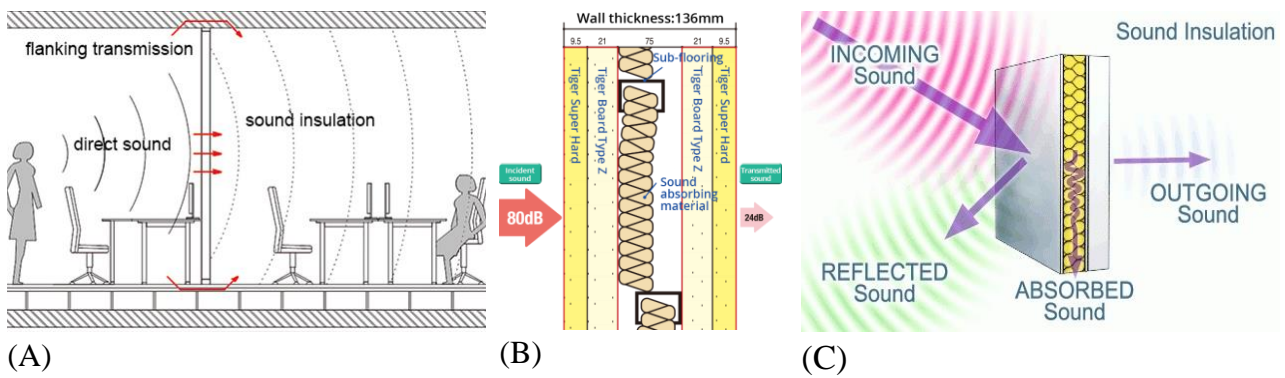 flanking transmission
direct sound
sound insulation
(A)
Wall thickness:136mm
9.5 21 75 21 9.5
Tiger Super Hard
Tiger Board Type Z
Sub-flooring
Sound
absorbing
material
Tiger Board Type Z
Tiger Super Hard
Incident
sound
80dB
Transmitted
sound
24dB
(B)
Sound Insulation
INCOMING
Sound
OUTGOING
Sound
REFLECTED
Sound
ABSORBED
Sound
(C)